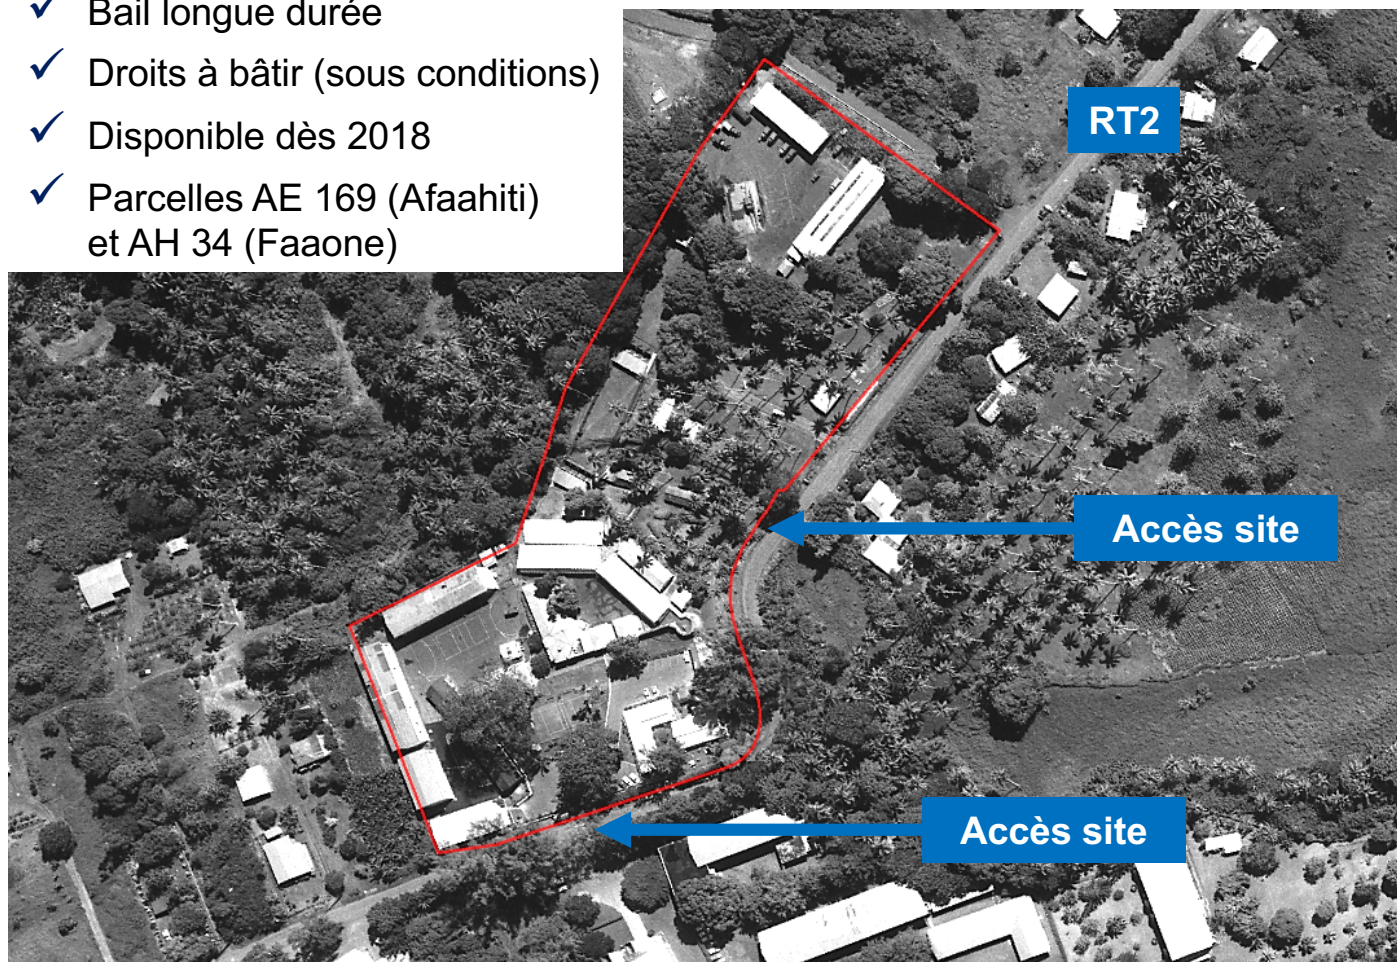 Bail longue durée
Droits à bâtir (sous conditions)
Disponible dès 2018
Parcelles AE 169 (Afaahiti)
et AH 34 (Faaone)
RT2
Accès site
Accès site